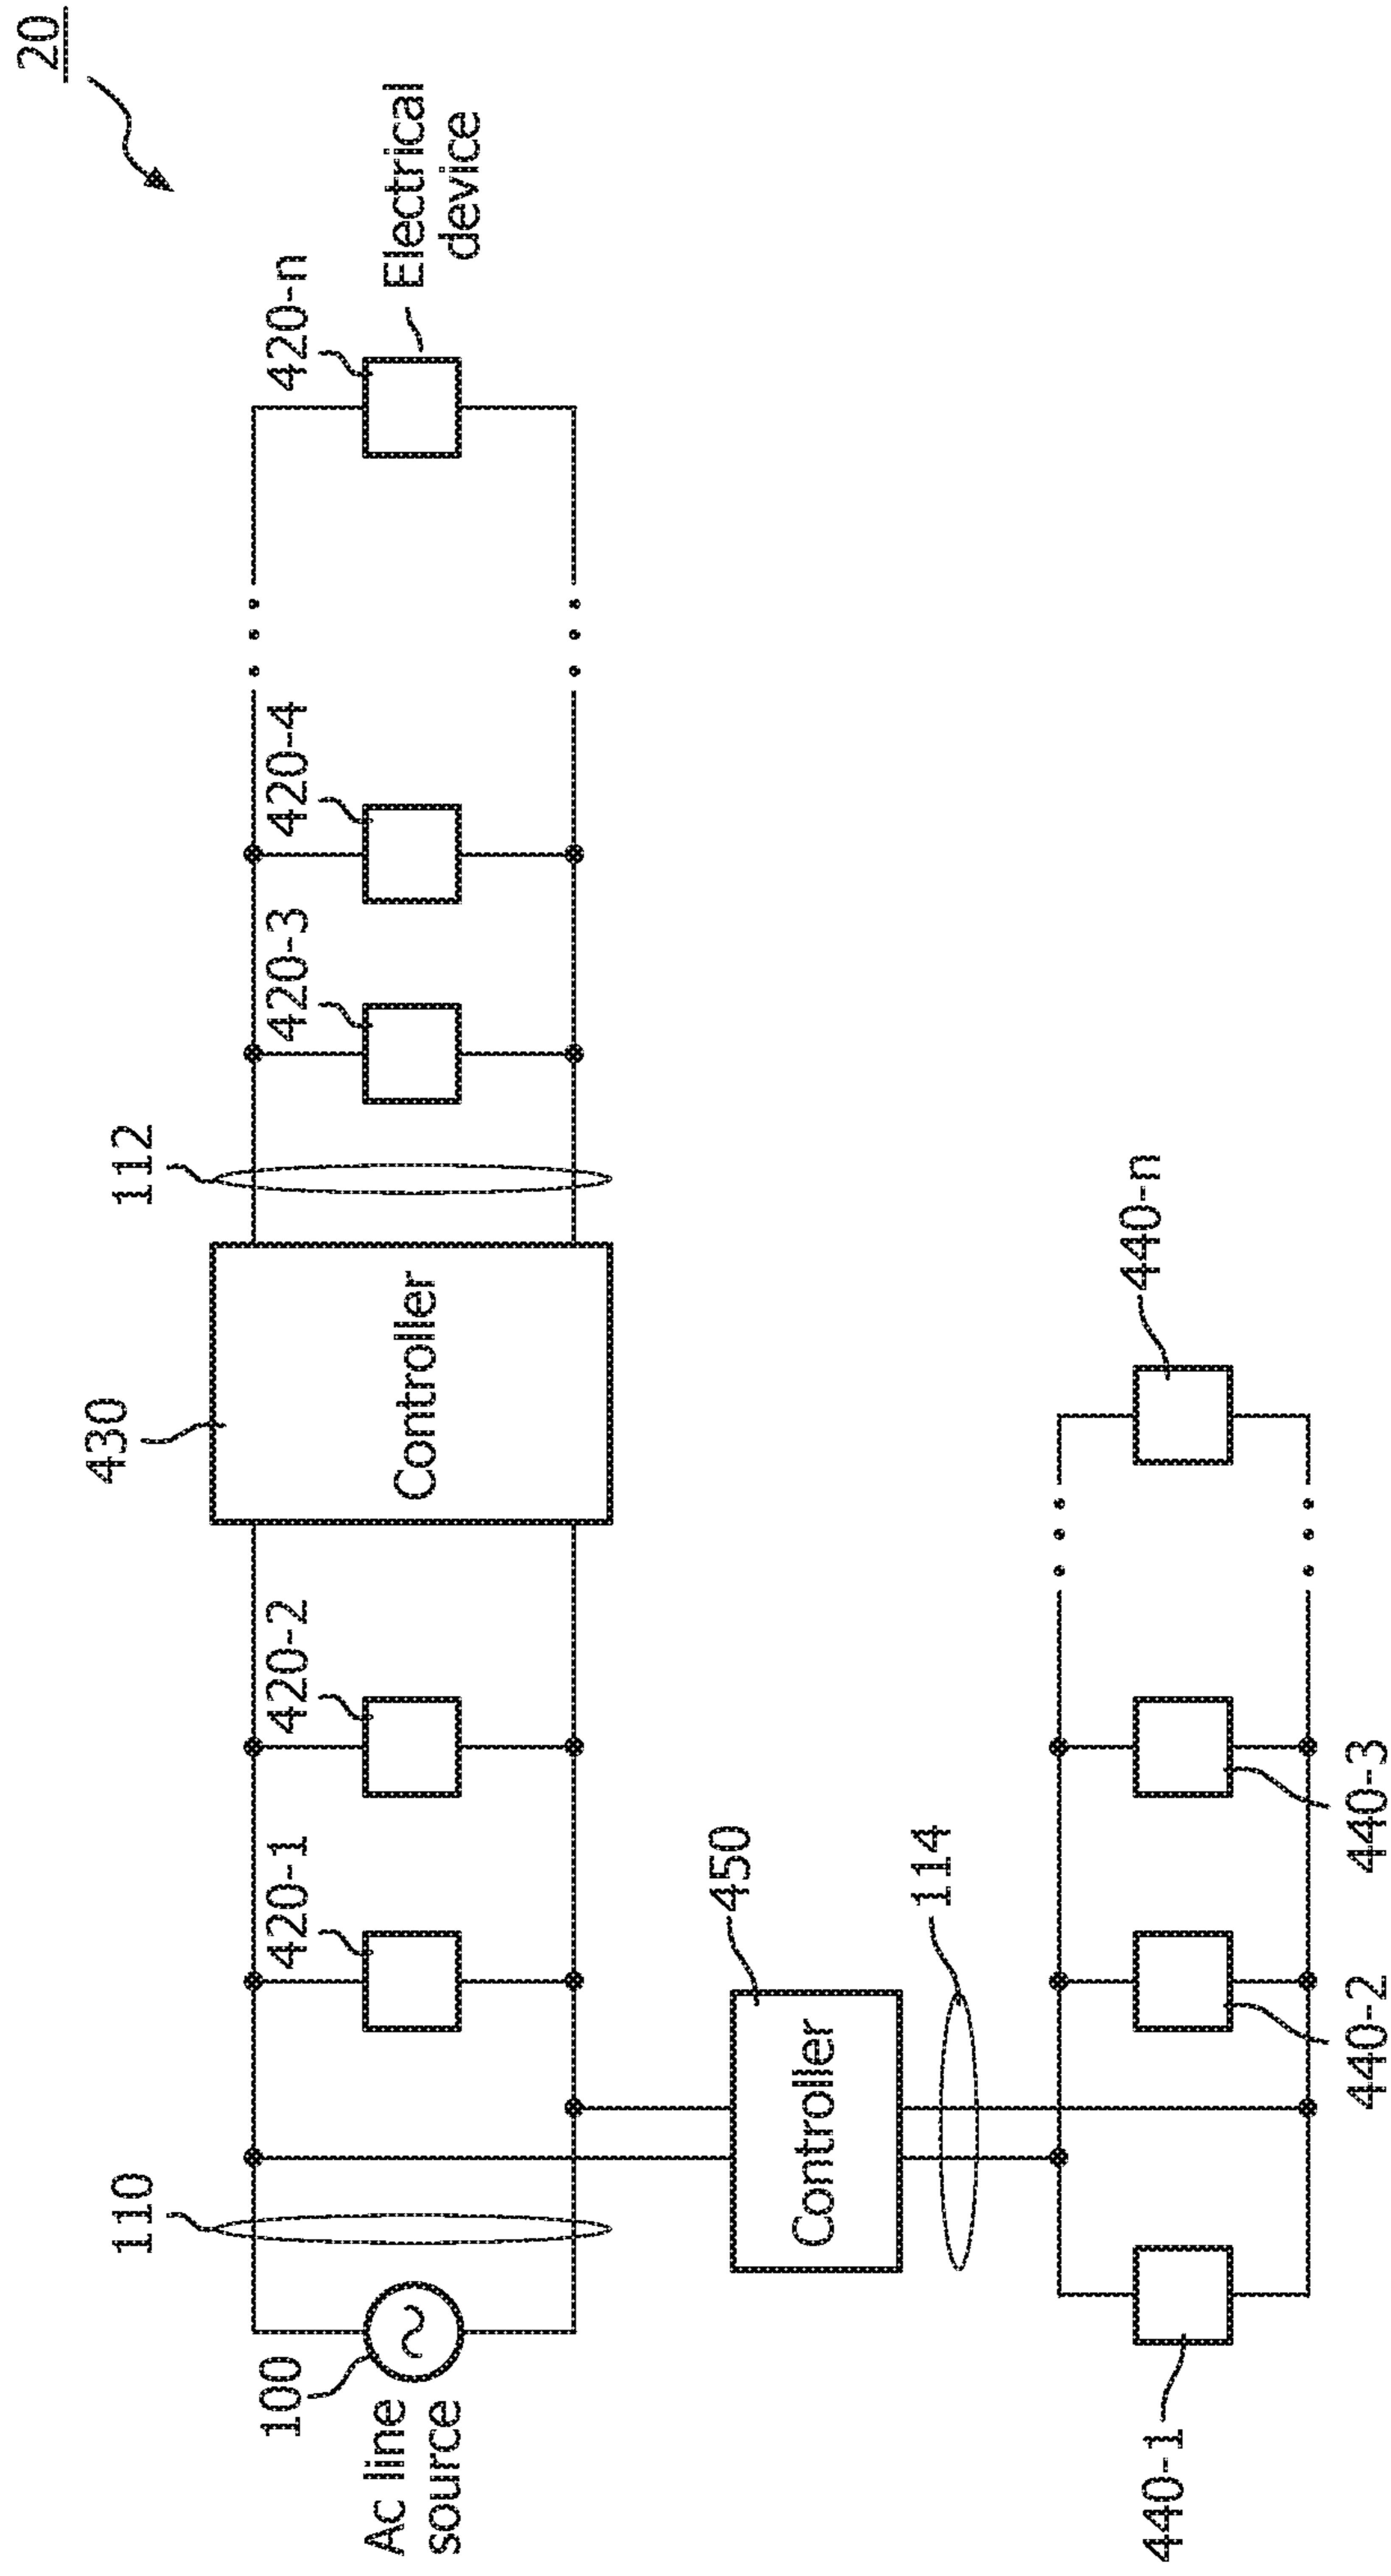 20
110
430
112
100
Ac line
source
420-1
420-2
Controller
420-3
420-4
420-n
Electrical
device
Controller
450
114
440-1
440-2
440-3
440-n